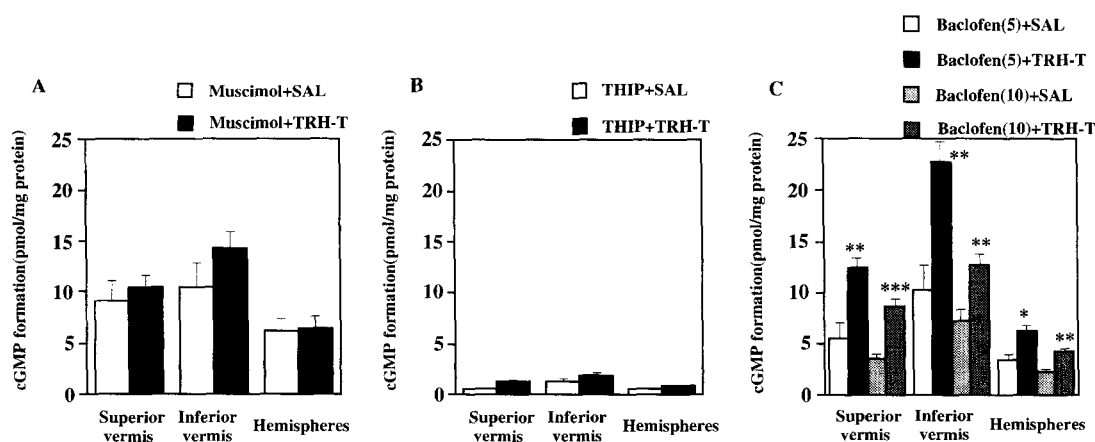 A
Muscimol+SAL
Muscimol+TRH-T
cGMP formation(pmol/mg protein)
25
20
15
10
5
0
Superior
vermis
Inferior
vermis
Hemispheres
B
THIP+SAL
THIP+TRH-T
cGMP formation(pmol/mg protein)
25
20
15
10
5
0
Superior
vermis
Inferior
vermis
Hemispheres
C
Baclofen(5)+SAL
Baclofen(5)+TRH-T
Baclofen(10)+SAL
Baclofen(10)+TRH-T
cGMP formation(pmol/mg protein)
25
20
15
10
5
0
**
***
**
**
*
**
Superior
vermis
Inferior
vermis
Hemispheres